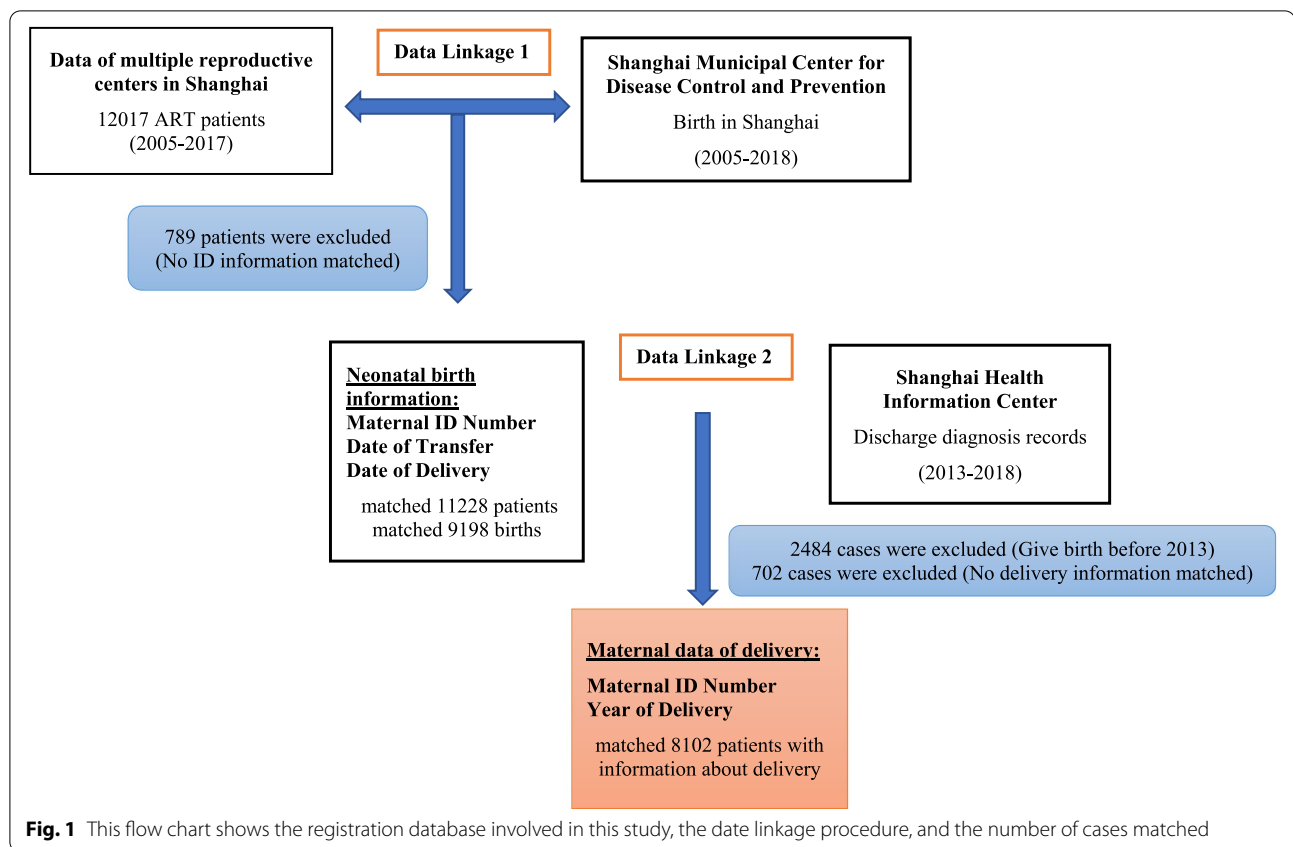 Data of multiple reproductive
centers in Shanghai
12017 ART patients
(2005-2017)
Data Linkage 1
Shanghai Municipal Center for
Disease Control and Prevention
Birth in Shanghai
(2005-2018)
789 patients were excluded
(No ID information matched)
Neonatal birth
information:
Maternal ID Number
Date of Transfer
Date of Delivery
matched 11228 patients
matched 9198 births
Data Linkage 2
Shanghai Health
Information Center
Discharge diagnosis records
(2013-2018)
2484 cases were excluded (Give birth before 2013)
702 cases were excluded (No delivery information matched)
Maternal data of delivery:
Maternal ID Number
Year of Delivery
matched 8102 patients with
information about delivery
Fig. 1 This flow chart shows the registration database involved in this study, the date linkage procedure, and the number of cases matched